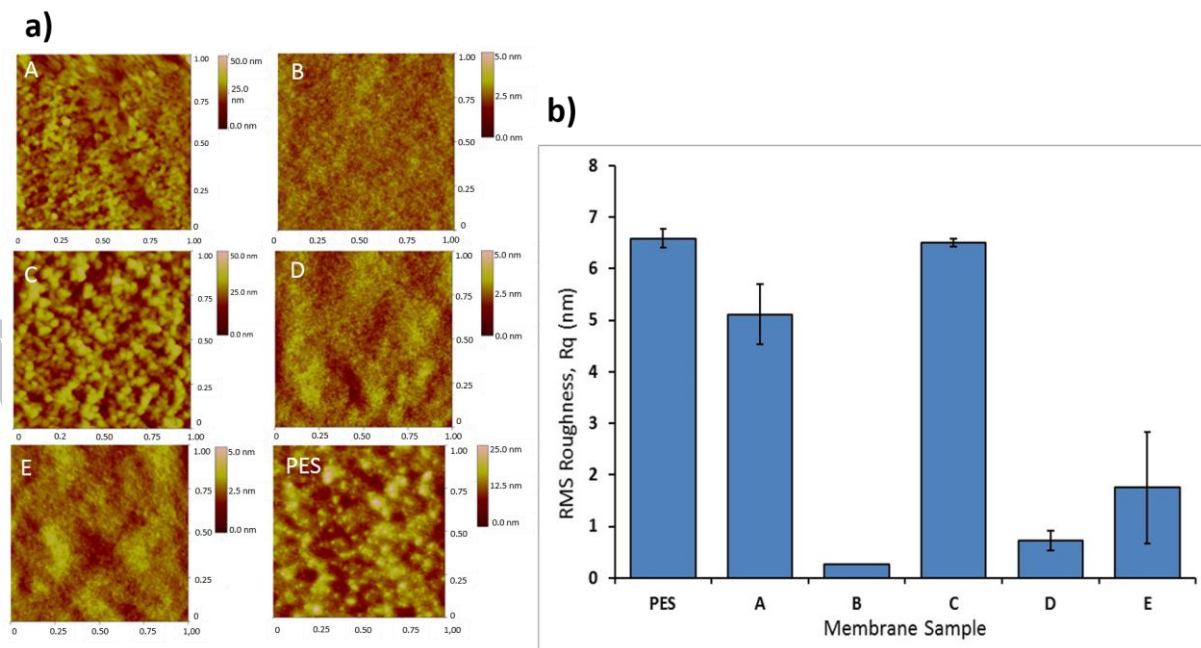 a)
A
50.0 nm
25.0
nm
0.0 nm
1.00
0.75
0.50
0.25
0
0 0.25 0.50 0.75 1.00
B
5.0 nm
2.5 nm
0.0 nm
1.00
0.75
0.50
0.25
0
0 0.25 0.50 0.75 1.00
C
50.0 nm
25.0 nm
0.0 nm
1.00
0.75
0.50
0.25
0
0 0.2 0.50 0.75 1.00
D
5.0 nm
2.5 nm
0.0 nm
1.00
0.75
0.50
0.25
0
0 0.25 0.50 0.75 1.00
E
5.0 nm
2.5 nm
0.0 nm
1.00
0.75
0.50
0.25
0
0 0.25 0.50 0.75 1,00
PES
25.0 nm
12.5 nm
0.0 nm
1.00
0.75
0.50
0.25
0
0 0.25 0.50 0.75 1,00
b)
RMS Roughness, Rq (nm)
8
7
6
5
4
3
2
1
0
PES A B C D E
Membrane Sample